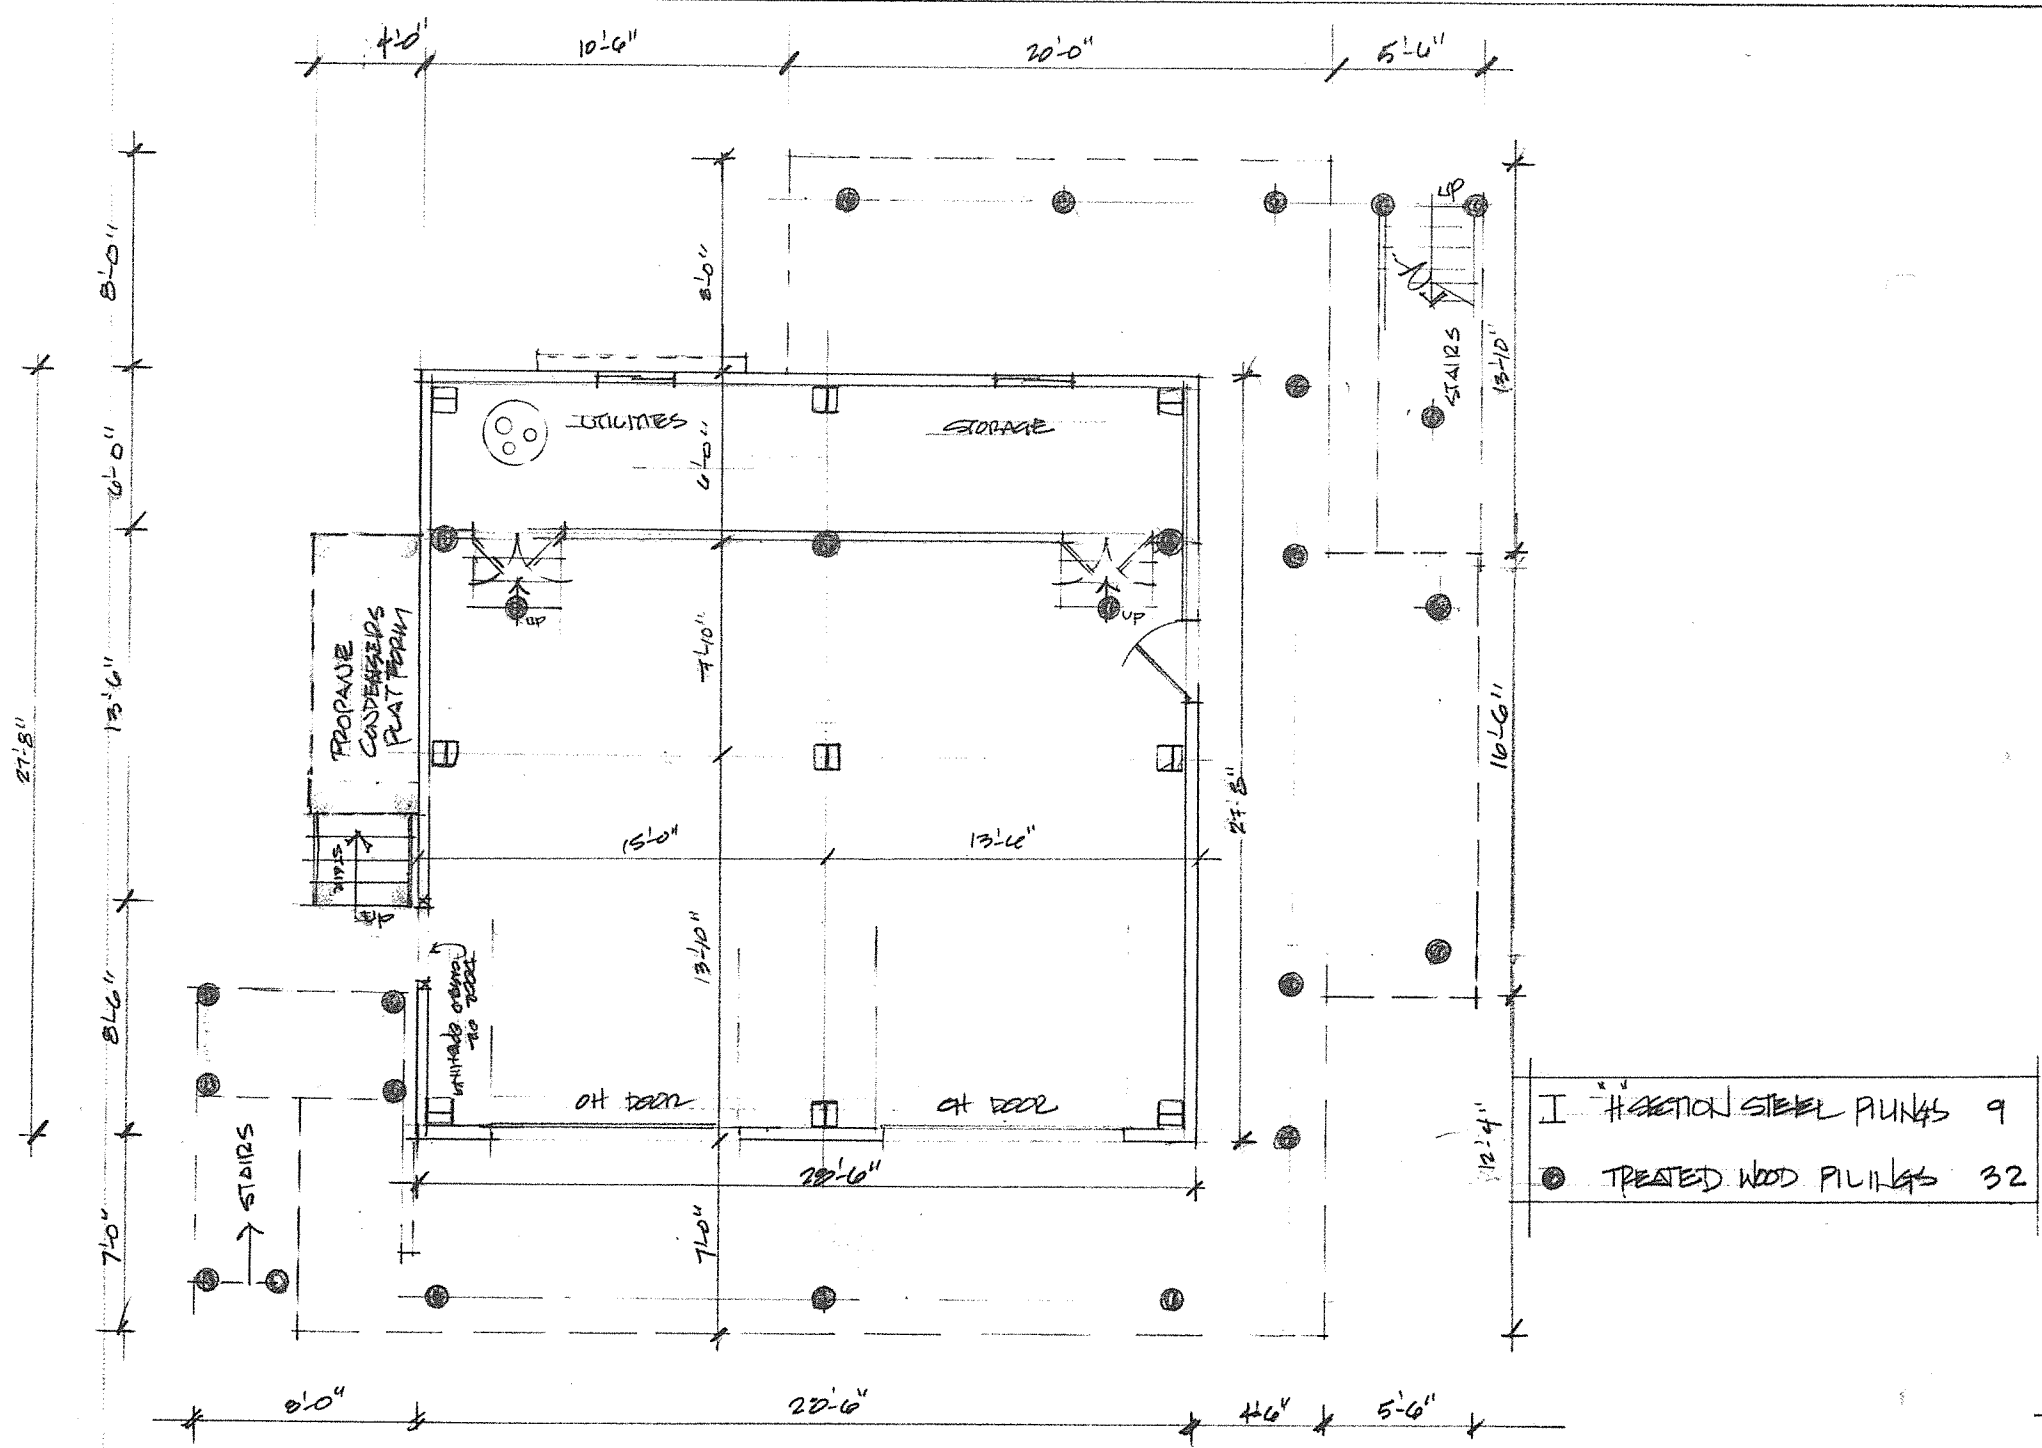 4'-0"
10'-6"
20'-0"
5'-6"
UP
8'-0"
8'-0"
STAIRS
13'-10"
UTILITIES
STORAGE
6'-0"
6'-0"
UP
UP
PROPANE
CONDENSERS
PLATFORM
7'-10"
13'-6"
27'-8"
16'-6"
27'-8"
15'-0"
13'-6"
STAIR
UP
13'-10"
8'-6"
OH DOOR
OH DOOR
"H" SECTION STEEL PILINGS 9
12'-4"
TREATED WOOD PILINGS 32
STAIRS
28'-6"
7'-0"
7'-0"
8'-0"
28'-6"
4'-6"
5'-6"